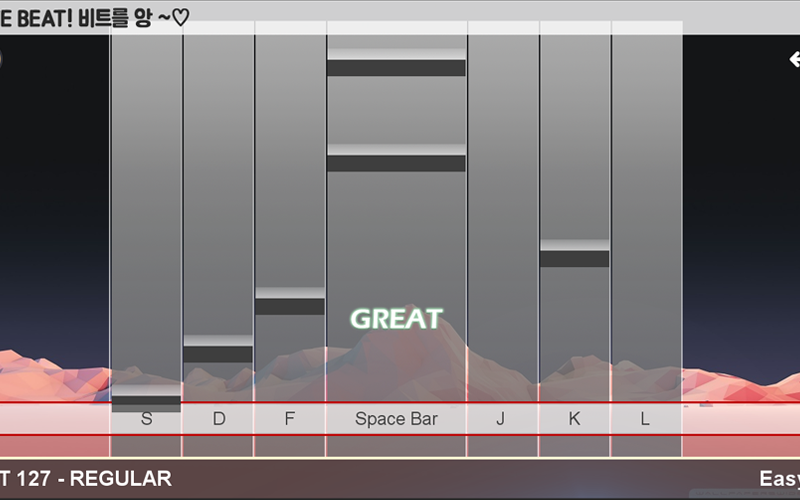 E BEAT! 비트를 앙 ~♡
GREAT
S D F Space Bar J K L
T 127 - REGULAR
Easy